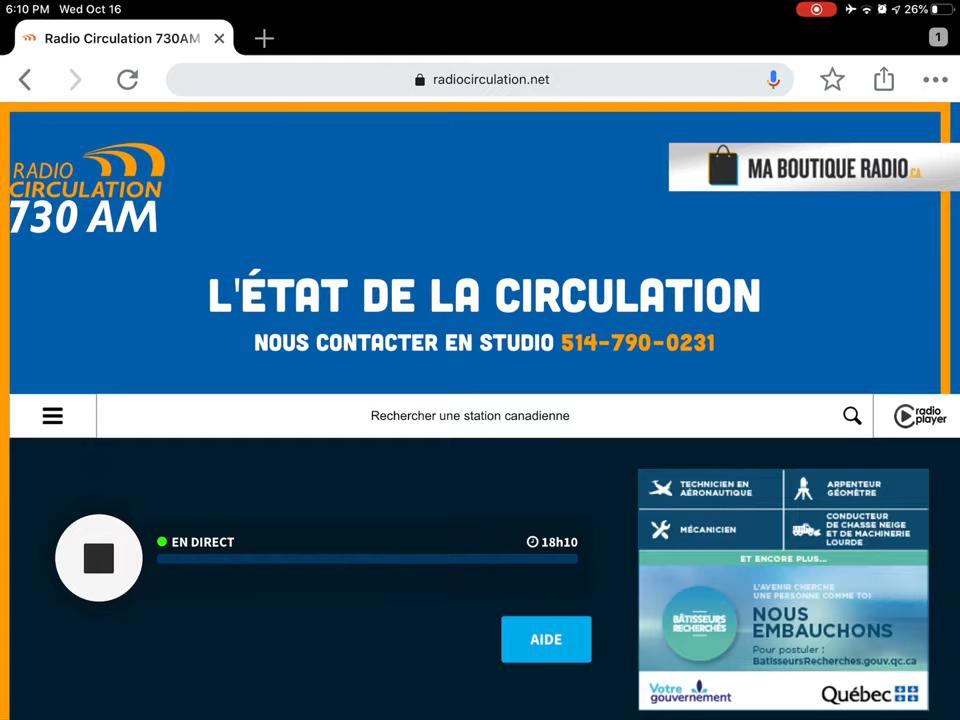 6:10 PM Wed Oct 16
26%
Radio Circulation 730AM
1
radiocirculation.net
RADIO
CIRCULATION
730 AM
MA BOUTIQUE RADIO.CA
L'ÉTAT DE LA CIRCULATION
NOUS CONTACTER EN STUDIO 514-790-0231
Rechercher une station canadienne
radio
player
EN DIRECT
18h10
AIDE
TECHNICIEN EN
AÉRONAUTIQUE
ARPENTEUR
GÉOMÈTRE
MÉCANICIEN
CONDUCTEUR
DE CHASSE NEIGE
ET DE MACHINERIE
LOURDE
ET ENCORE PLUS...
L'AVENIR CHERCHE
UNE PERSONNE COMME TOI
BÂTISSEURS
RECHERCHÉS
NOUS
EMBAUCHONS
Pour postuler :
BatisseursRecherches.gouv.qc.ca
Votre
gouvernement
Québec